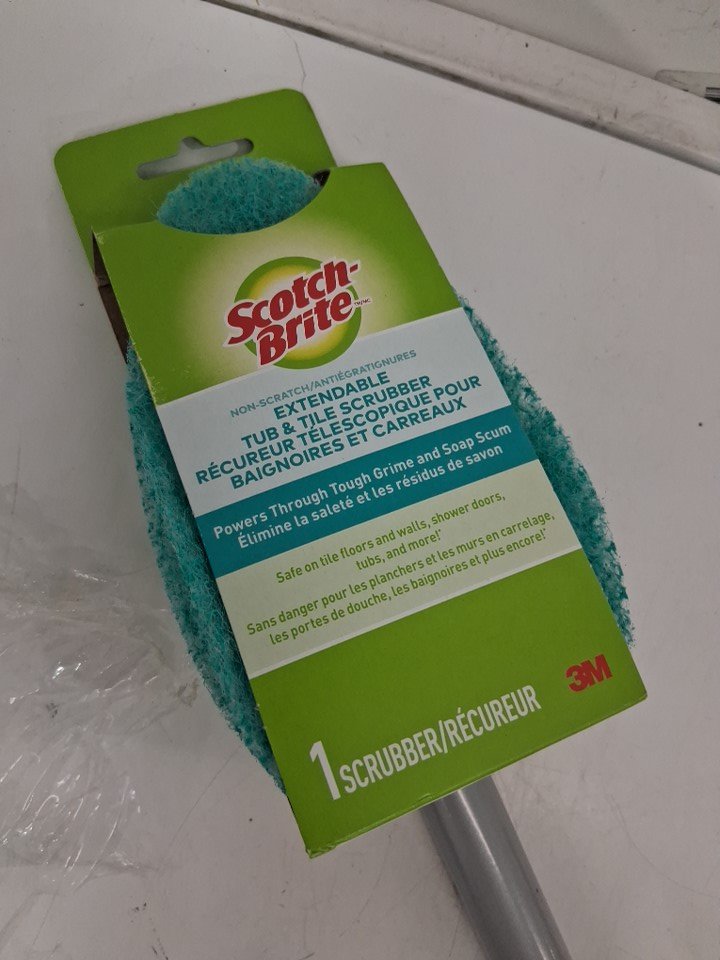 Scotch-
Brite™/MC
NON-SCRATCH/ANTIÉGRATIGNURES
EXTENDABLE
TUB & TILE SCRUBBER
RÉCUREUR TÉLESCOPIQUE POUR
BAIGNOIRES ET CARREAUX
Powers Through Tough Grime and Soap Scum
Élimine la saleté et les résidus de savon
Safe on tile floors and walls, shower doors,
tubs, and more!*
Sans danger pour les planchers et les murs en carrelage,
les portes de douche, les baignoires et plus encore!*
3M
1 SCRUBBER/RÉCUREUR